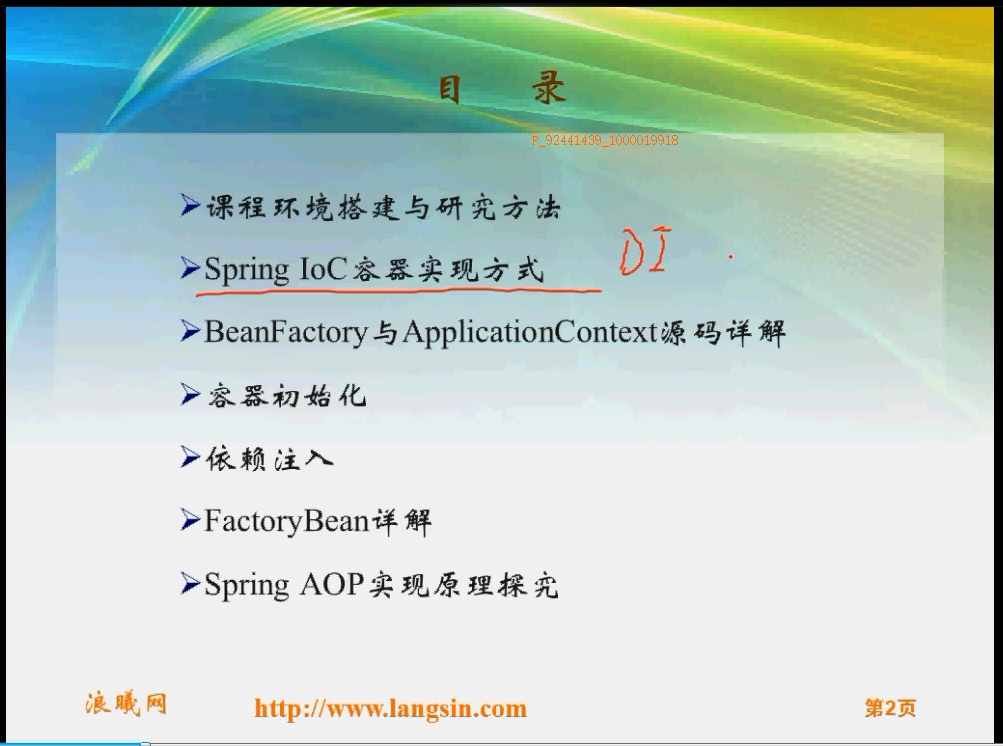 目 录
P_92441439_1000019918
课程环境搭建与研究方法
Spring IoC容器实现方式 DI
BeanFactory与ApplicationContext源码详解
容器初始化
依赖注入
FactoryBean详解
Spring AOP实现原理探究
浪曦网 http://www.langsin.com 第2页